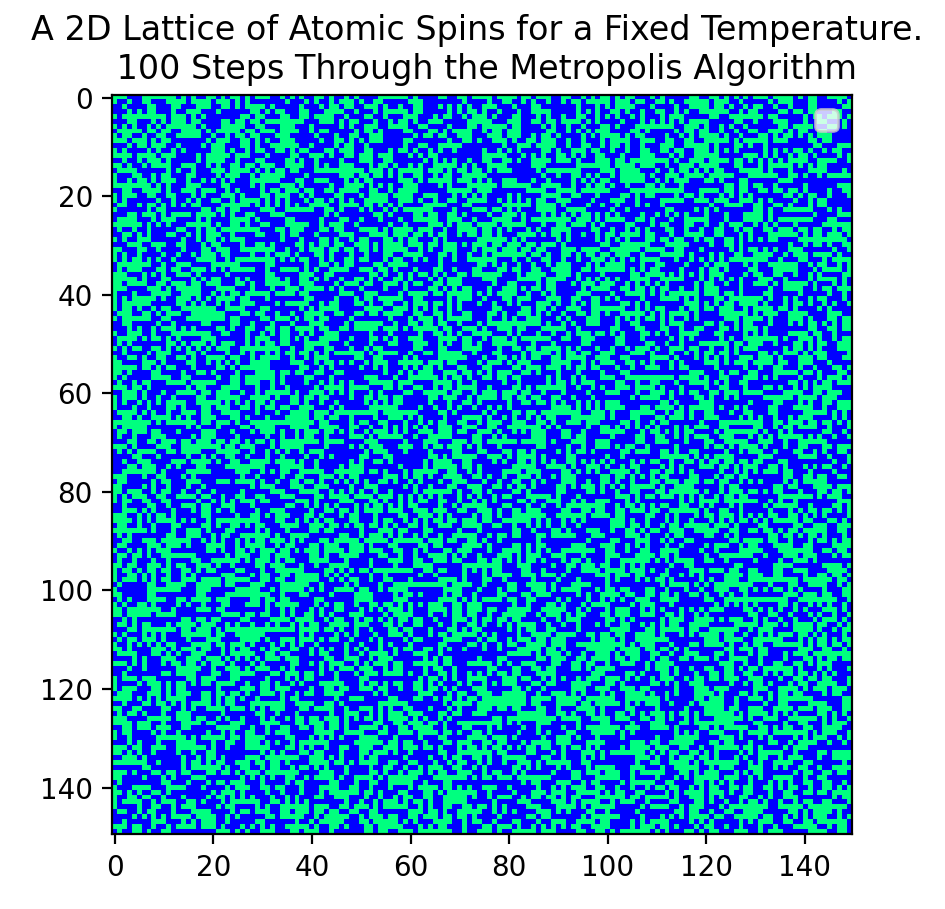 A 2D Lattice of Atomic Spins for a Fixed Temperature.
100 Steps Through the Metropolis Algorithm
0
20
40
60
80
100
120
140
0 20 40 60 80 100 120 140